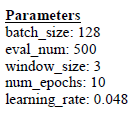 Parameters
batch_size: 128
eval_num: 500
window_size: 3
num_epochs: 10
learning_rate: 0.048